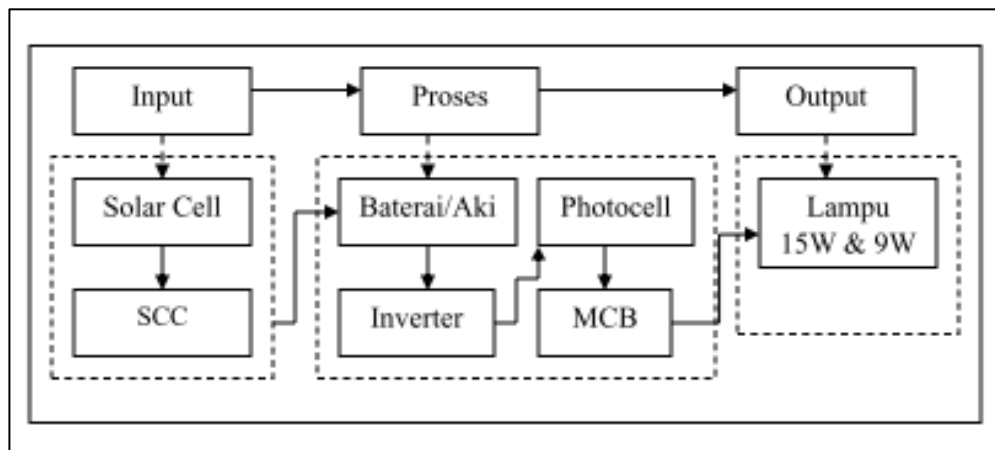 Input
Proses
Output
Solar Cell
Baterai/Aki
Photocell
Lampu
15W & 9W
SCC
Inverter
MCB